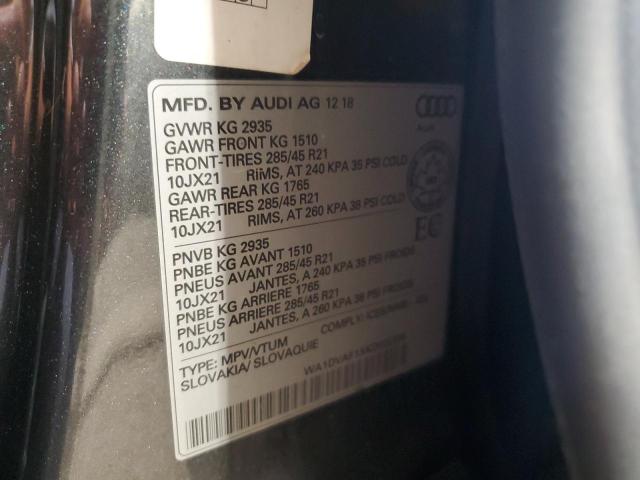 MFD. BY AUDI AG 12 18
Audi
GVWR KG 2935
GAWR FRONT KG 1510
FRONT-TIRES 285/45 R21
10JX21 RiMS, AT 240 KPA 35 PSI COLD
GAWR REAR KG 1765
REAR-TIRES 285/45 R21
10JX21 RIMS, AT 260 KPA 38 PSI COLD
EC
PNVB KG 2935
PNBE KG AVANT 1510
PNEUS AVANT 285/45 R21
10JX21 JANTES, A 240 KPA 35 PSI FROIDS
PNBE KG ARRIERE 1765
PNEUS ARRIERE 285/45 R21
10JX21 JANTES, A 260 KPA 38 PSI FROIDS
COMPLY:
TYPE: MPV/VTUM
SLOVAKIA/ SLOVAQUIE